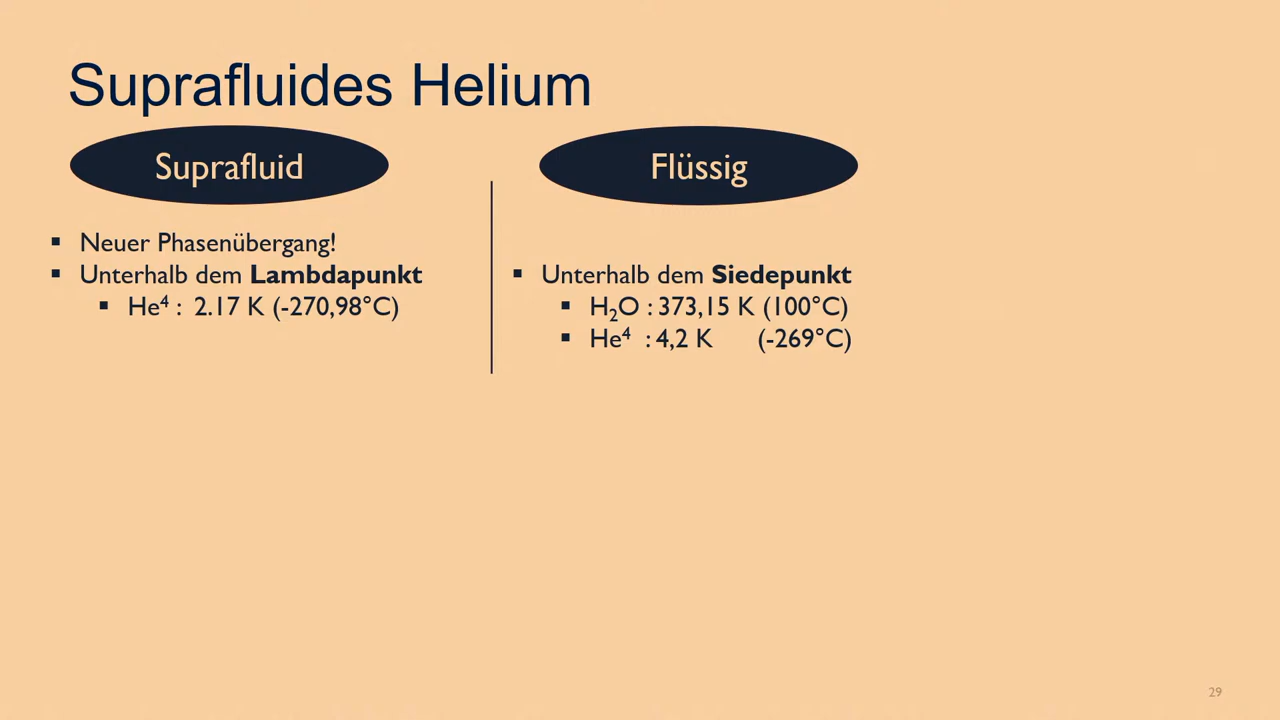 Suprafluides Helium
Suprafluid
▪ Neuer Phasenübergang!
▪ Unterhalb dem Lambdapunkt
▪ He⁴ : 2.17 K (-270,98°C)
Flüssig
▪ Unterhalb dem Siedepunkt
▪ H₂O : 373,15 K (100°C)
▪ He⁴ : 4,2 K (-269°C)
29